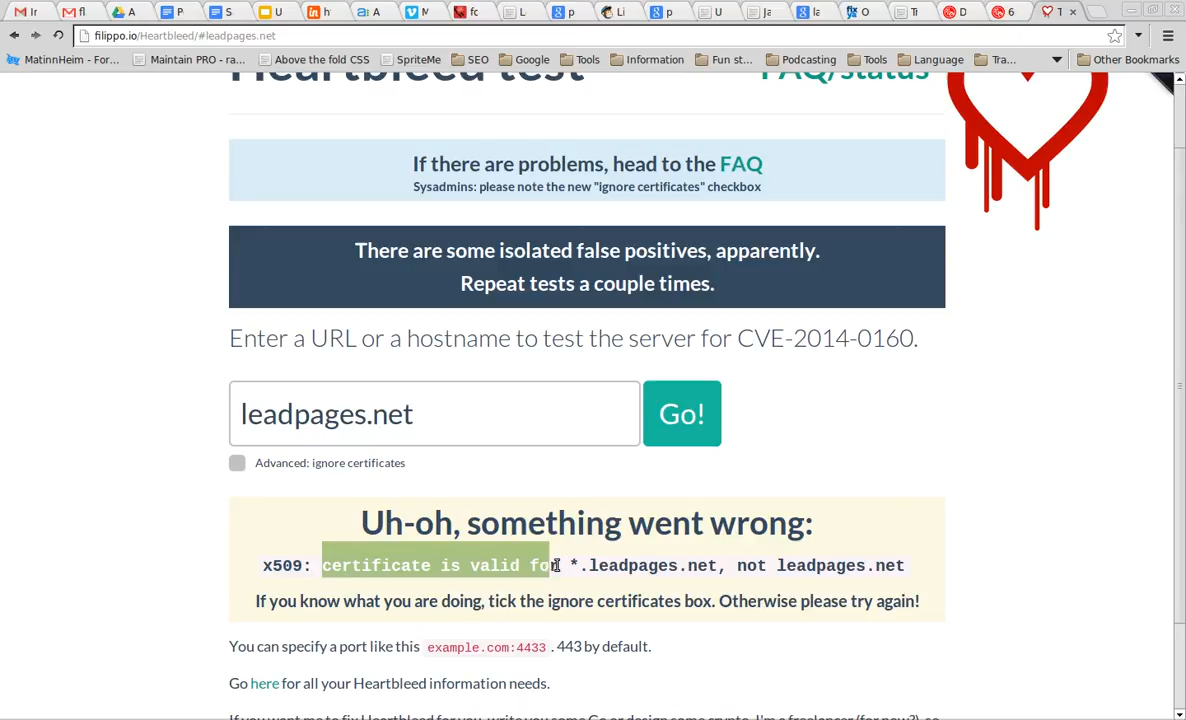 filippo.io/Heartbleed/#leadpages.net
MatinnHeim - For... Maintain PRO - ra... Above the fold CSS SpriteMe SEO Google Tools Information Fun st... Podcasting Tools Language Tra... Other Bookmarks
Heartbleed test FAQ/status
If there are problems, head to the FAQ
Sysadmins: please note the new "ignore certificates" checkbox
There are some isolated false positives, apparently.
Repeat tests a couple times.
Enter a URL or a hostname to test the server for CVE-2014-0160.
leadpages.net Go!
Advanced: ignore certificates
Uh-oh, something went wrong:
x509: certificate is valid for *.leadpages.net, not leadpages.net
If you know what you are doing, tick the ignore certificates box. Otherwise please try again!
You can specify a port like this example.com:4433 . 443 by default.
Go here for all your Heartbleed information needs.